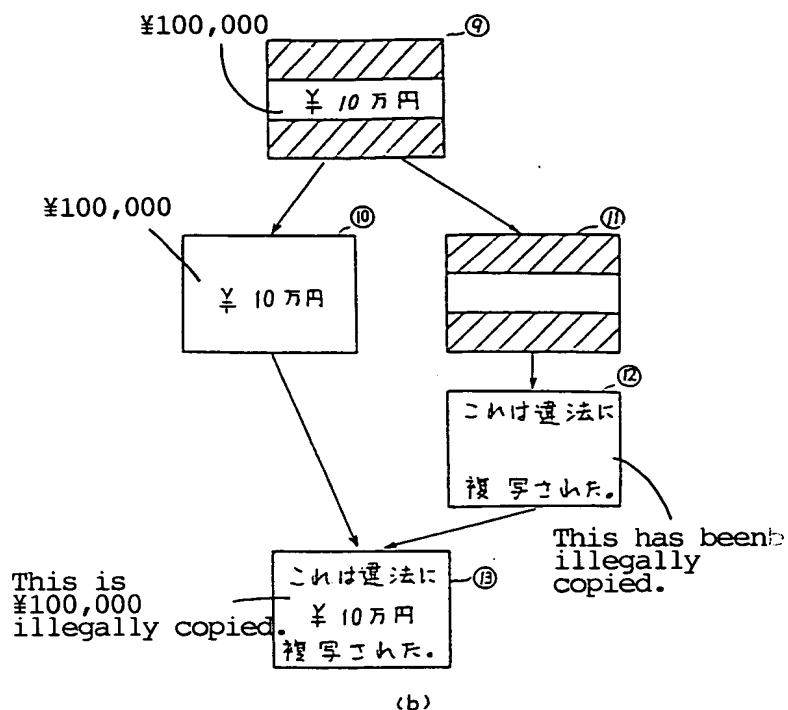 ¥100,000
⑨
¥ 10万円
¥100,000
⑩
¥ 10万円
⑪
⑫
これは違法に
複写された。
This has been
illegally
copied.
⑬
これは違法に
¥ 10万円
複写された。
This is
¥100,000
illegally copied.
(b)